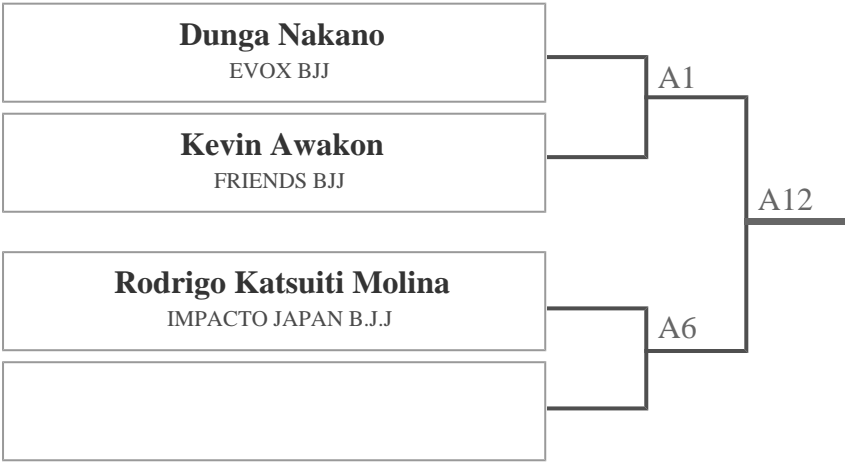 Dunga Nakano
EVOX BJJ
A1
Kevin Awakon
FRIENDS BJJ
A12
Rodrigo Katsuiti Molina
IMPACTO JAPAN B.J.J
A6